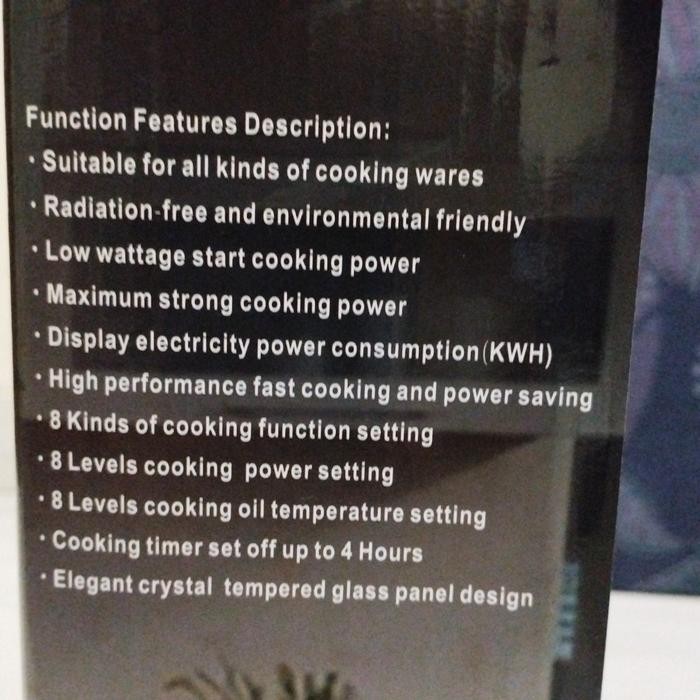 Function Features Description:
· Suitable for all kinds of cooking wares
· Radiation-free and environmental friendly
· Low wattage start cooking power
· Maximum strong cooking power
· Display electricity power consumption(KWH)
· High performance fast cooking and power saving
· 8 Kinds of cooking function setting
· 8 Levels cooking power setting
· 8 Levels cooking oil temperature setting
· Cooking timer set off up to 4 Hours
· Elegant crystal tempered glass panel design